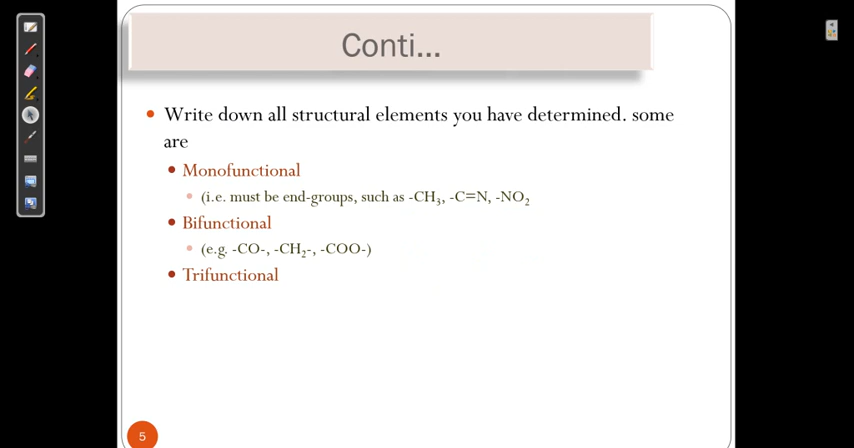 Conti...
Write down all structural elements you have determined. some
are
Monofunctional
(i.e. must be end-groups, such as -CH₃, -C=N, -NO₂
Bifunctional
(e.g. -CO-, -CH₂-, -COO-)
Trifunctional
5